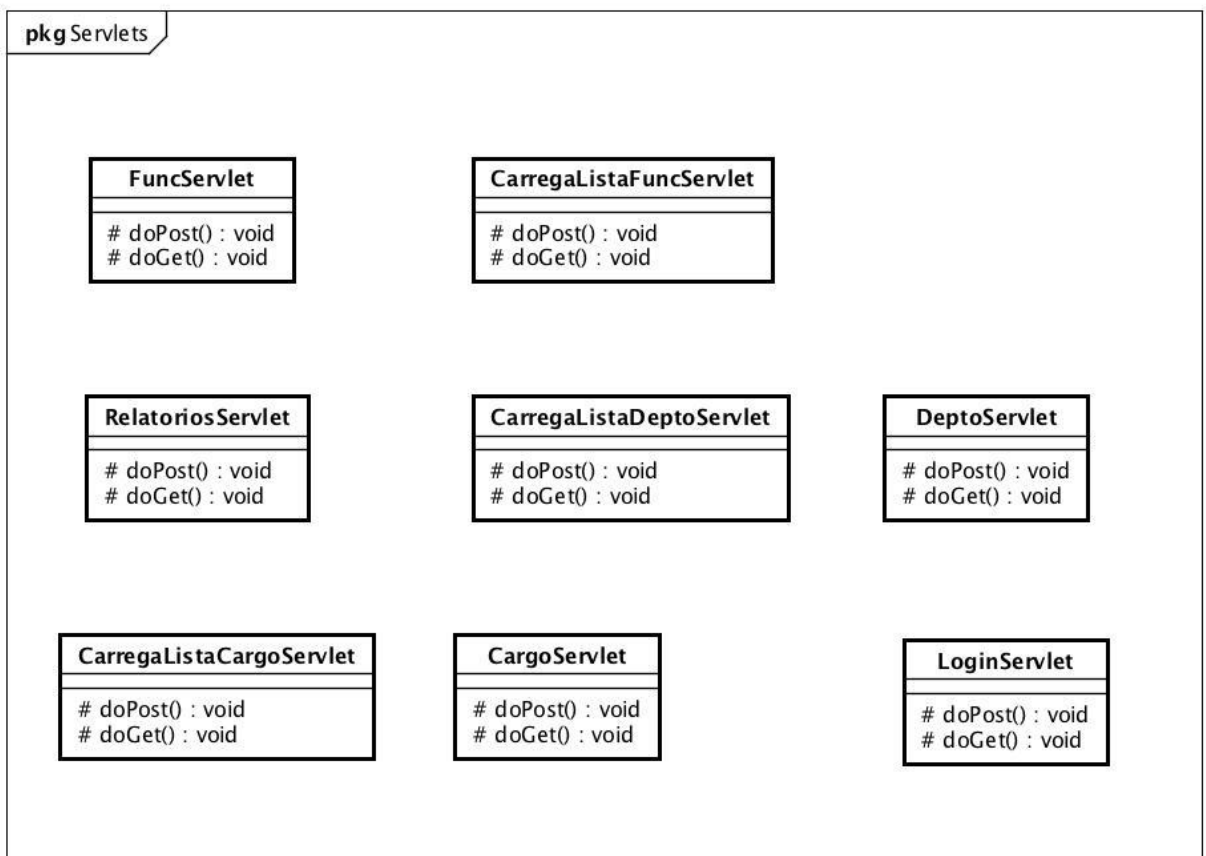 pkg Servlets
FuncServlet
# doPost() : void
# doGet() : void
CarregaListaFuncServlet
# doPost() : void
# doGet() : void
RelatoriosServlet
# doPost() : void
# doGet() : void
CarregaListaDeptoServlet
# doPost() : void
# doGet() : void
DeptoServlet
# doPost() : void
# doGet() : void
CarregaListaCargoServlet
# doPost() : void
# doGet() : void
CargoServlet
# doPost() : void
# doGet() : void
LoginServlet
# doPost() : void
# doGet() : void